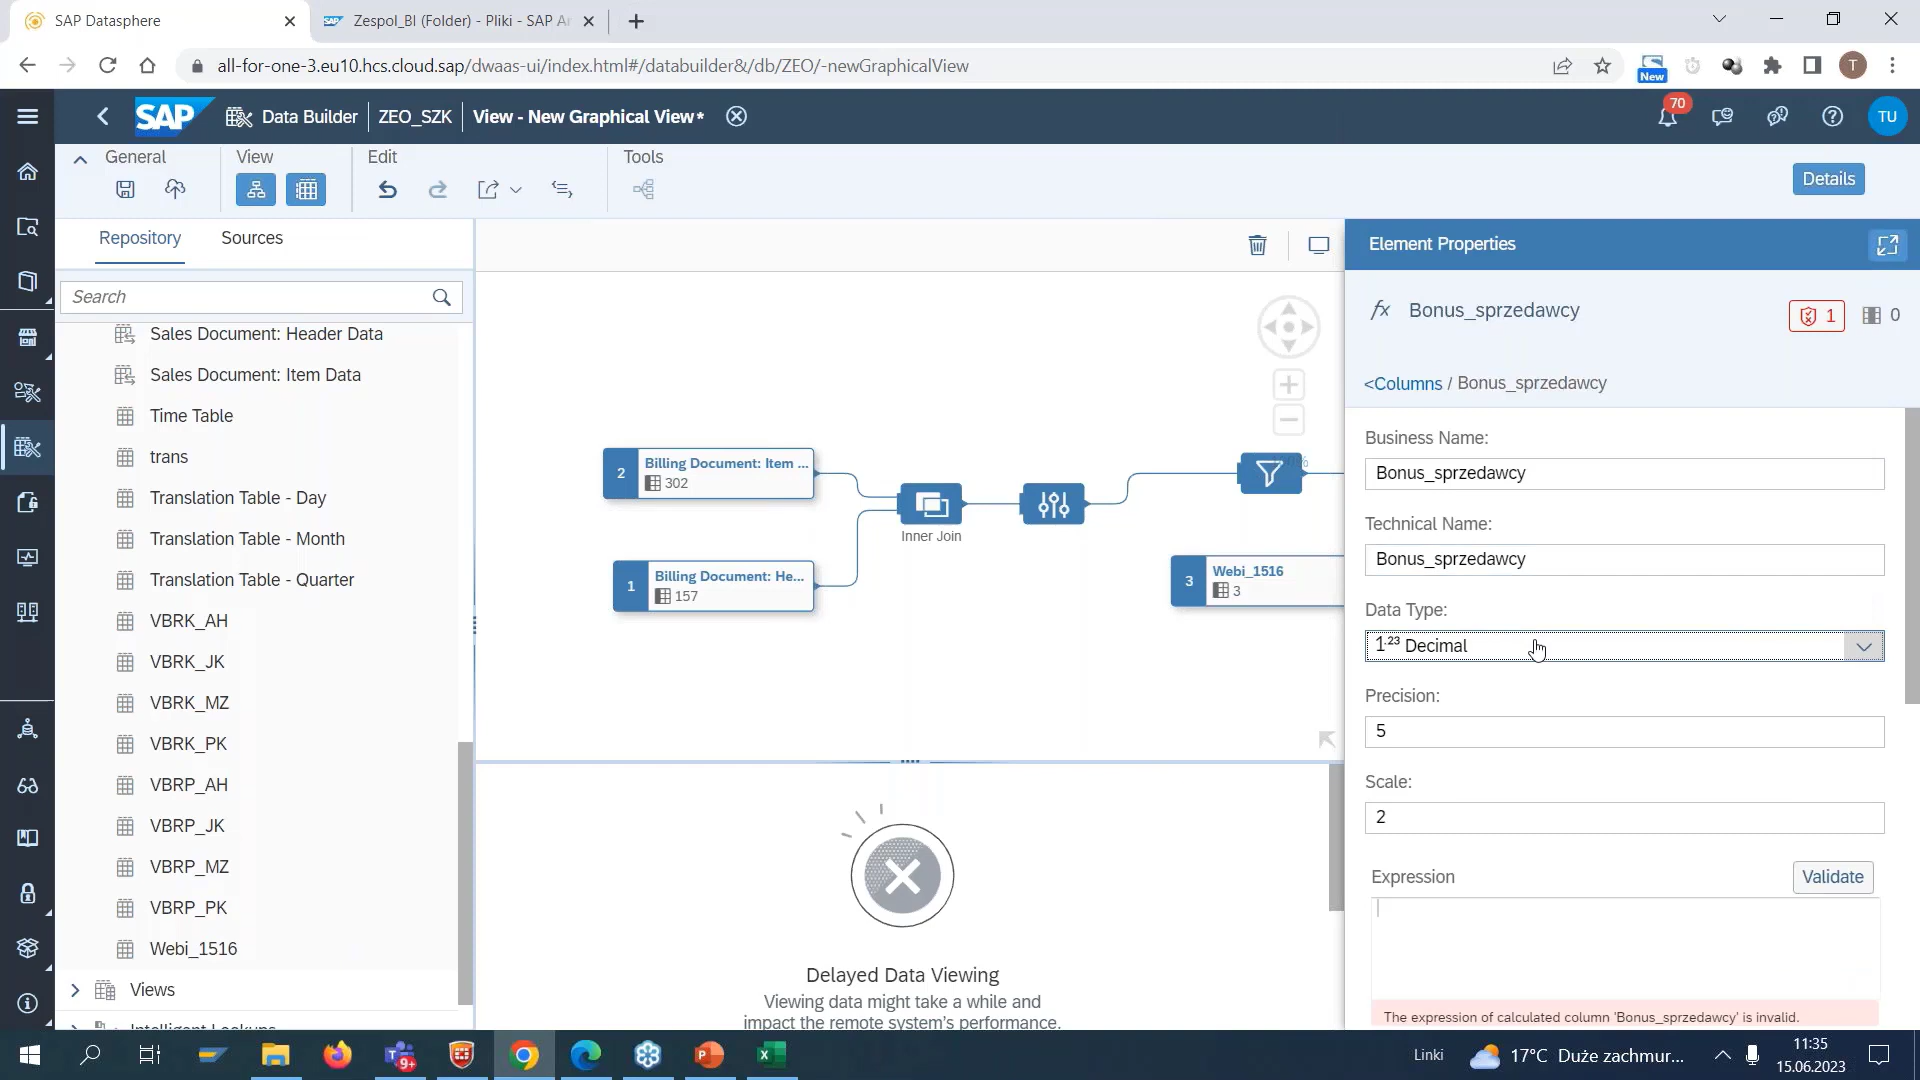 SAP Datasphere
Zespol_BI (Folder) - Pliki - SAP A
all-for-one-3.eu10.hcs.cloud.sap/dwaas-ui/index.html#/databuilder&/db/ZEO/-newGraphicalView
New
T
SAP
Data Builder
ZEO_SZK
View - New Graphical View*
70
TU
General
View
Edit
Tools
Details
Repository
Sources
Search
Sales Document: Header Data
Sales Document: Item Data
Time Table
trans
Translation Table - Day
Translation Table - Month
Translation Table - Quarter
VBRK_AH
VBRK_JK
VBRK_MZ
VBRK_PK
VBRP_AH
VBRP_JK
VBRP_MZ
VBRP_PK
Webi_1516
Views
2
Billing Document: Item ...
302
1
Billing Document: He...
157
Inner Join
3
Webi_1516
3
Delayed Data Viewing
Viewing data might take a while and
impact the remote system's performance.
Element Properties
fx Bonus_sprzedawcy
1
0
<Columns / Bonus_sprzedawcy
Business Name:
Bonus_sprzedawcy
Technical Name:
Bonus_sprzedawcy
Data Type:
1.23 Decimal
Precision:
5
Scale:
2
Expression
Validate
The expression of calculated column 'Bonus_sprzedawcy' is invalid.
9+
Linki
17°C Duże zachmur...
11:35
15.06.2023